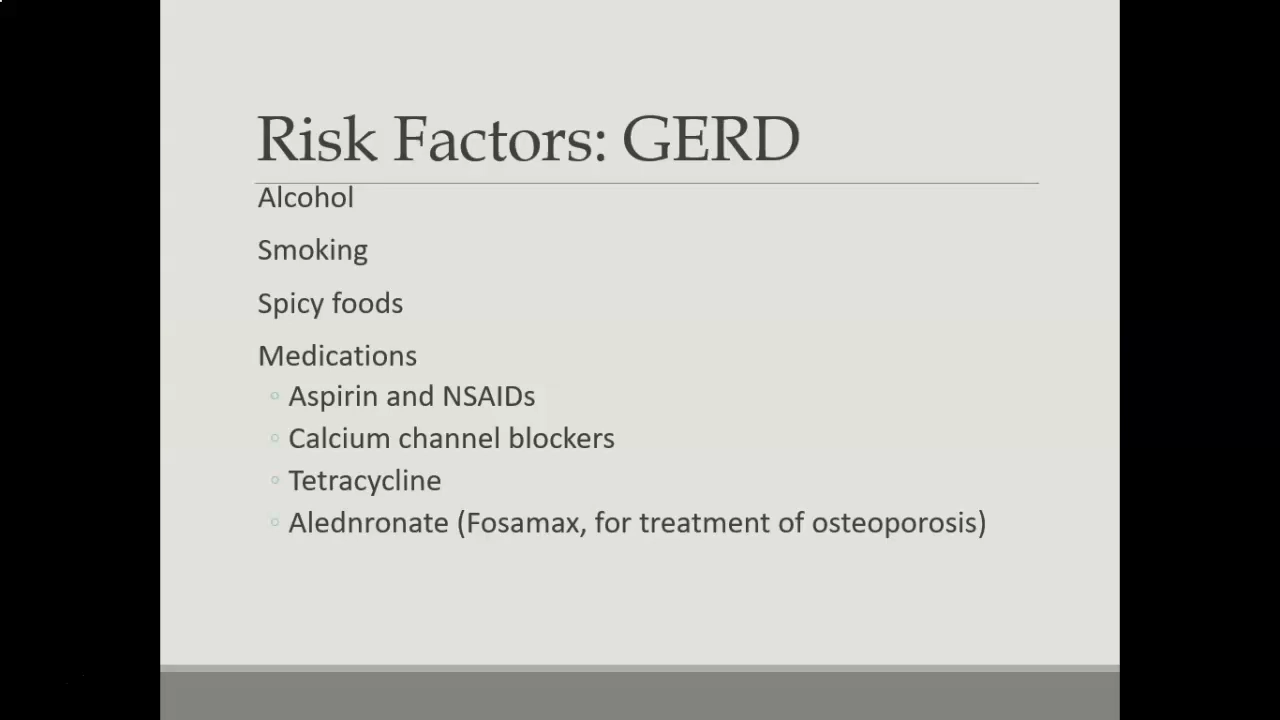 Risk Factors: GERD
Alcohol
Smoking
Spicy foods
Medications
◦ Aspirin and NSAIDs
◦ Calcium channel blockers
◦ Tetracycline
◦ Alednronate (Fosamax, for treatment of osteoporosis)